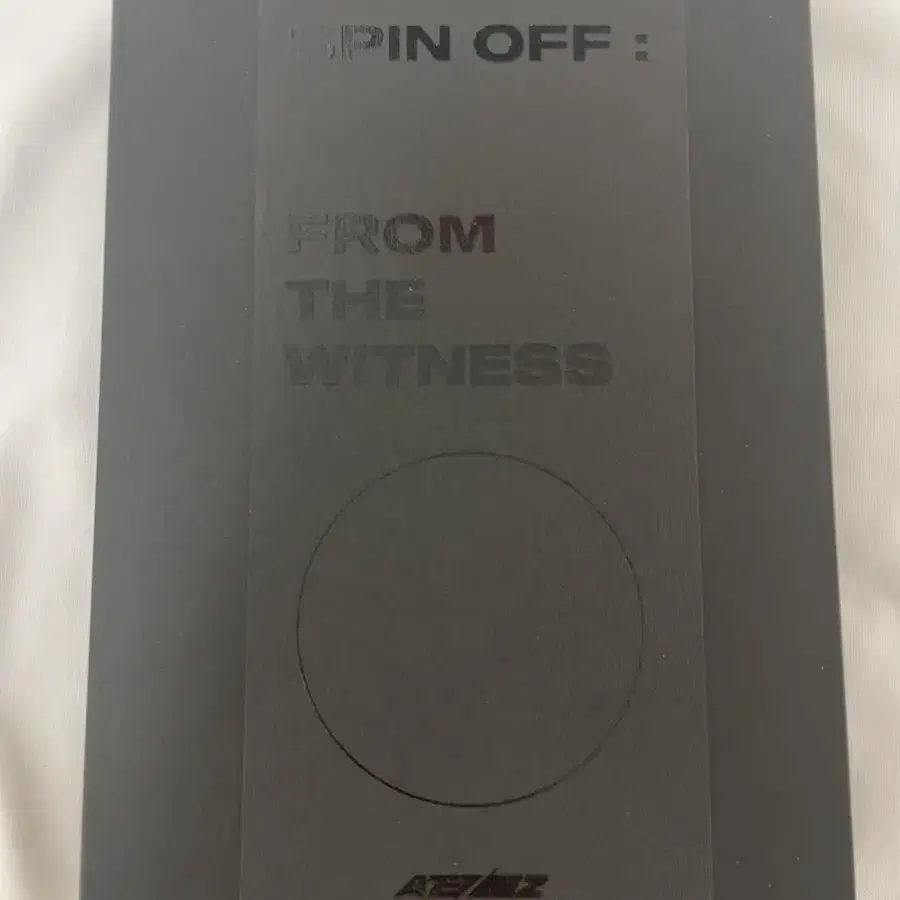 SPIN OFF :
FROM
THE
WITNESS
ATEEZ